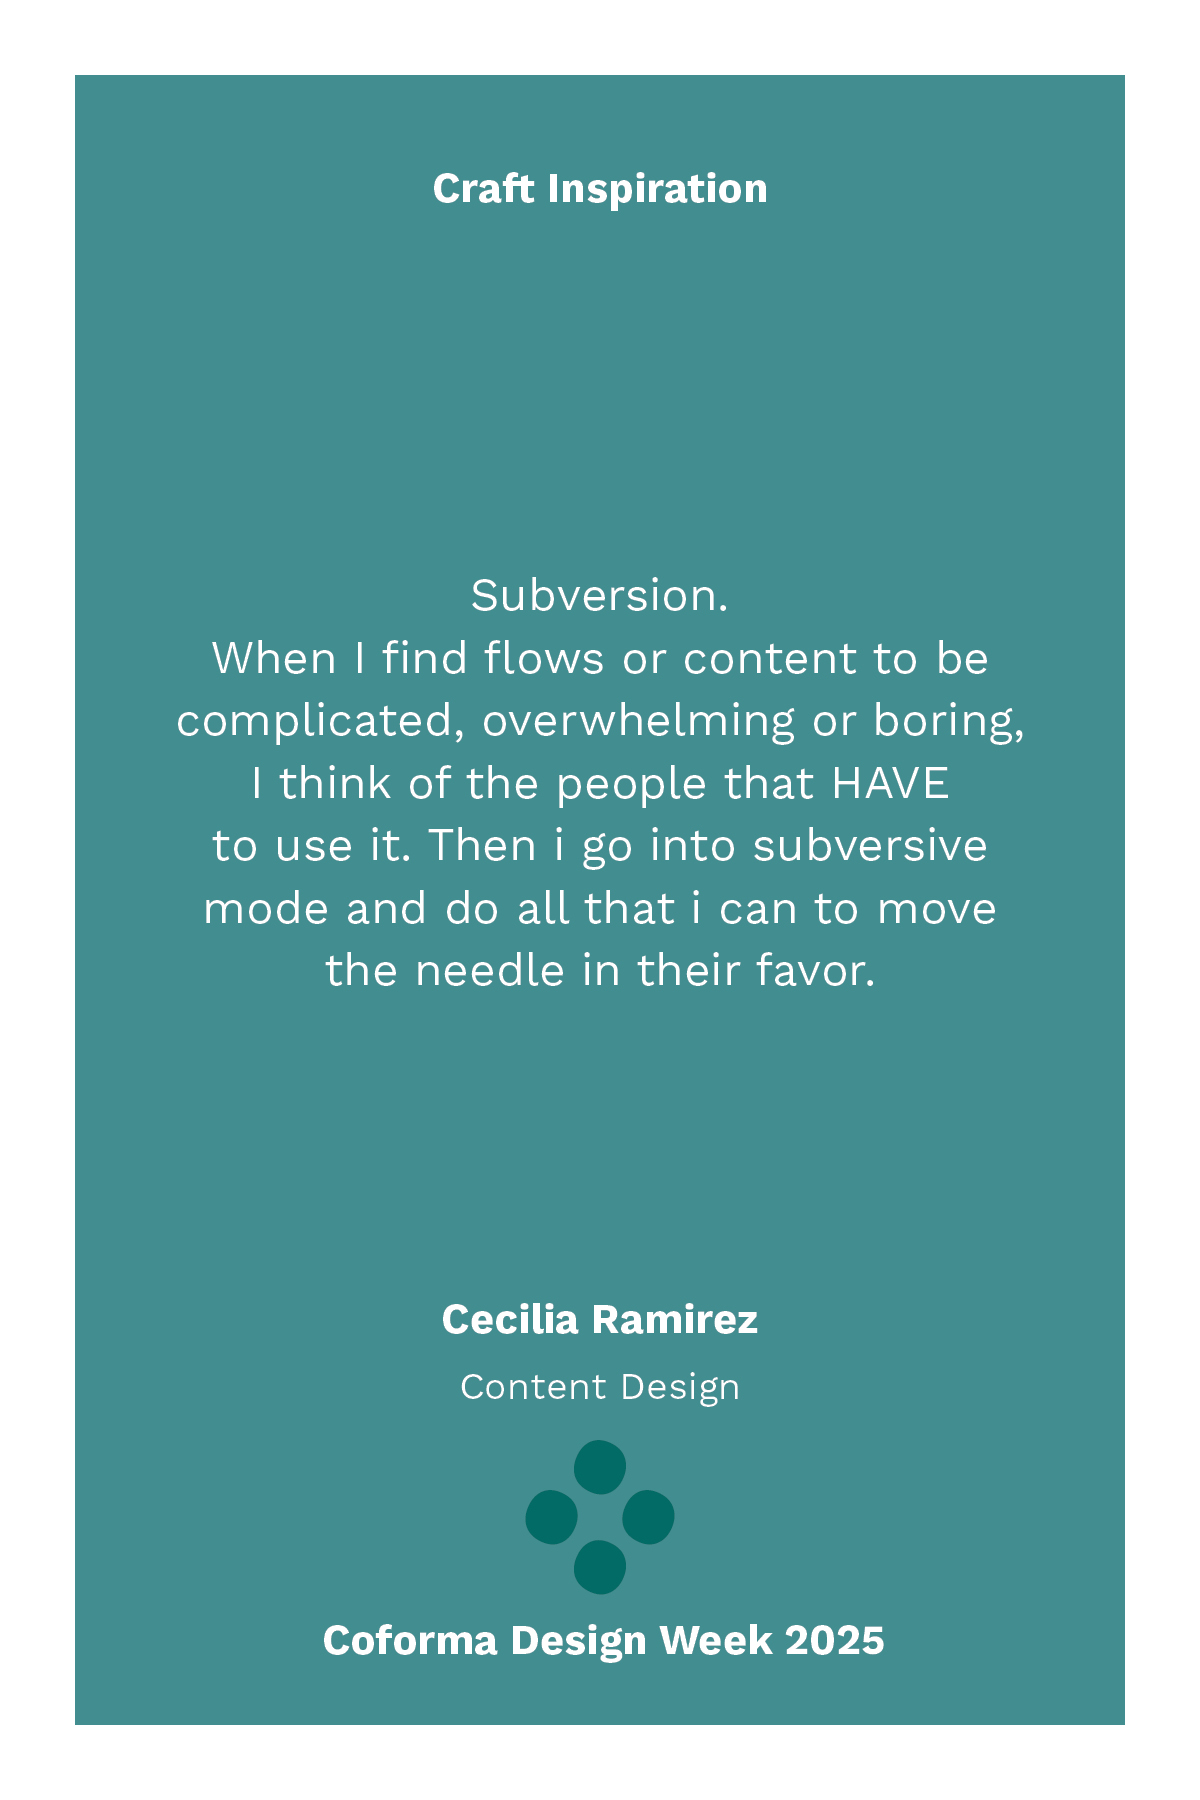 Craft Inspiration
Subversion.
When I find flows or content to be
complicated, overwhelming or boring,
I think of the people that HAVE
to use it. Then i go into subversive
mode and do all that i can to move
the needle in their favor.
Cecilia Ramirez
Content Design
Coforma Design Week 2025